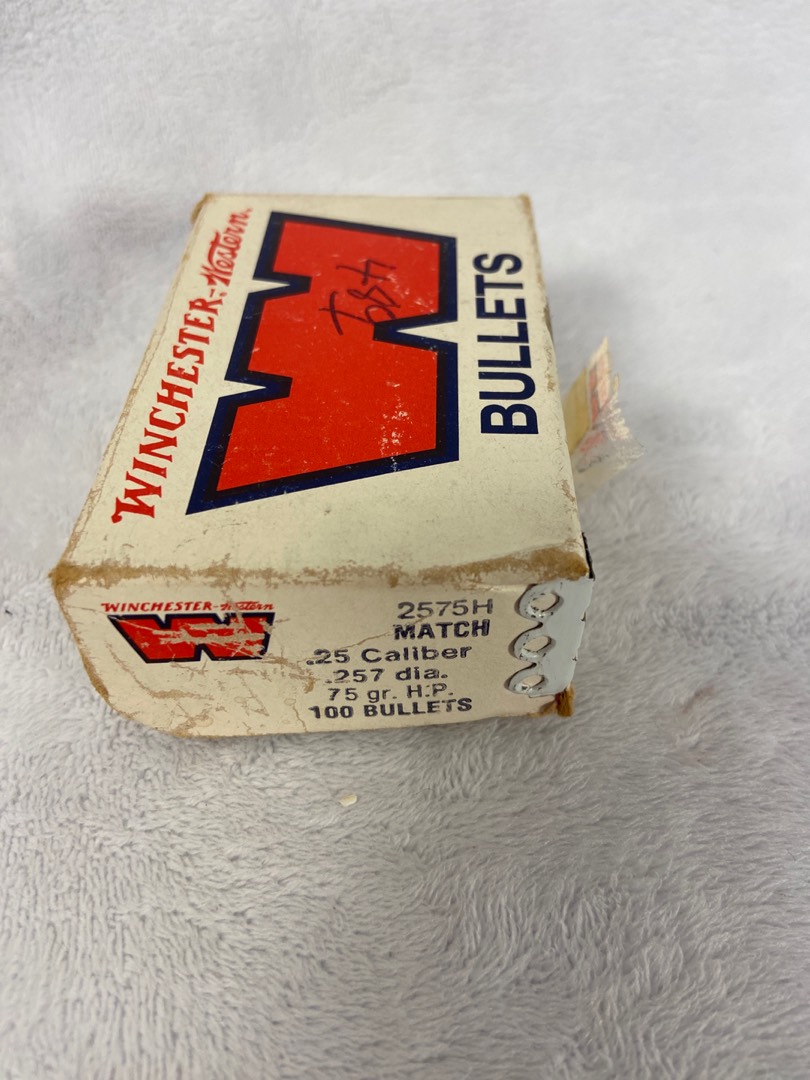 WINCHESTER-Western
BULLETS
WINCHESTER-Western
2575H
MATCH
.25 Caliber
.257 dia.
75 gr. H.P.
100 BULLETS